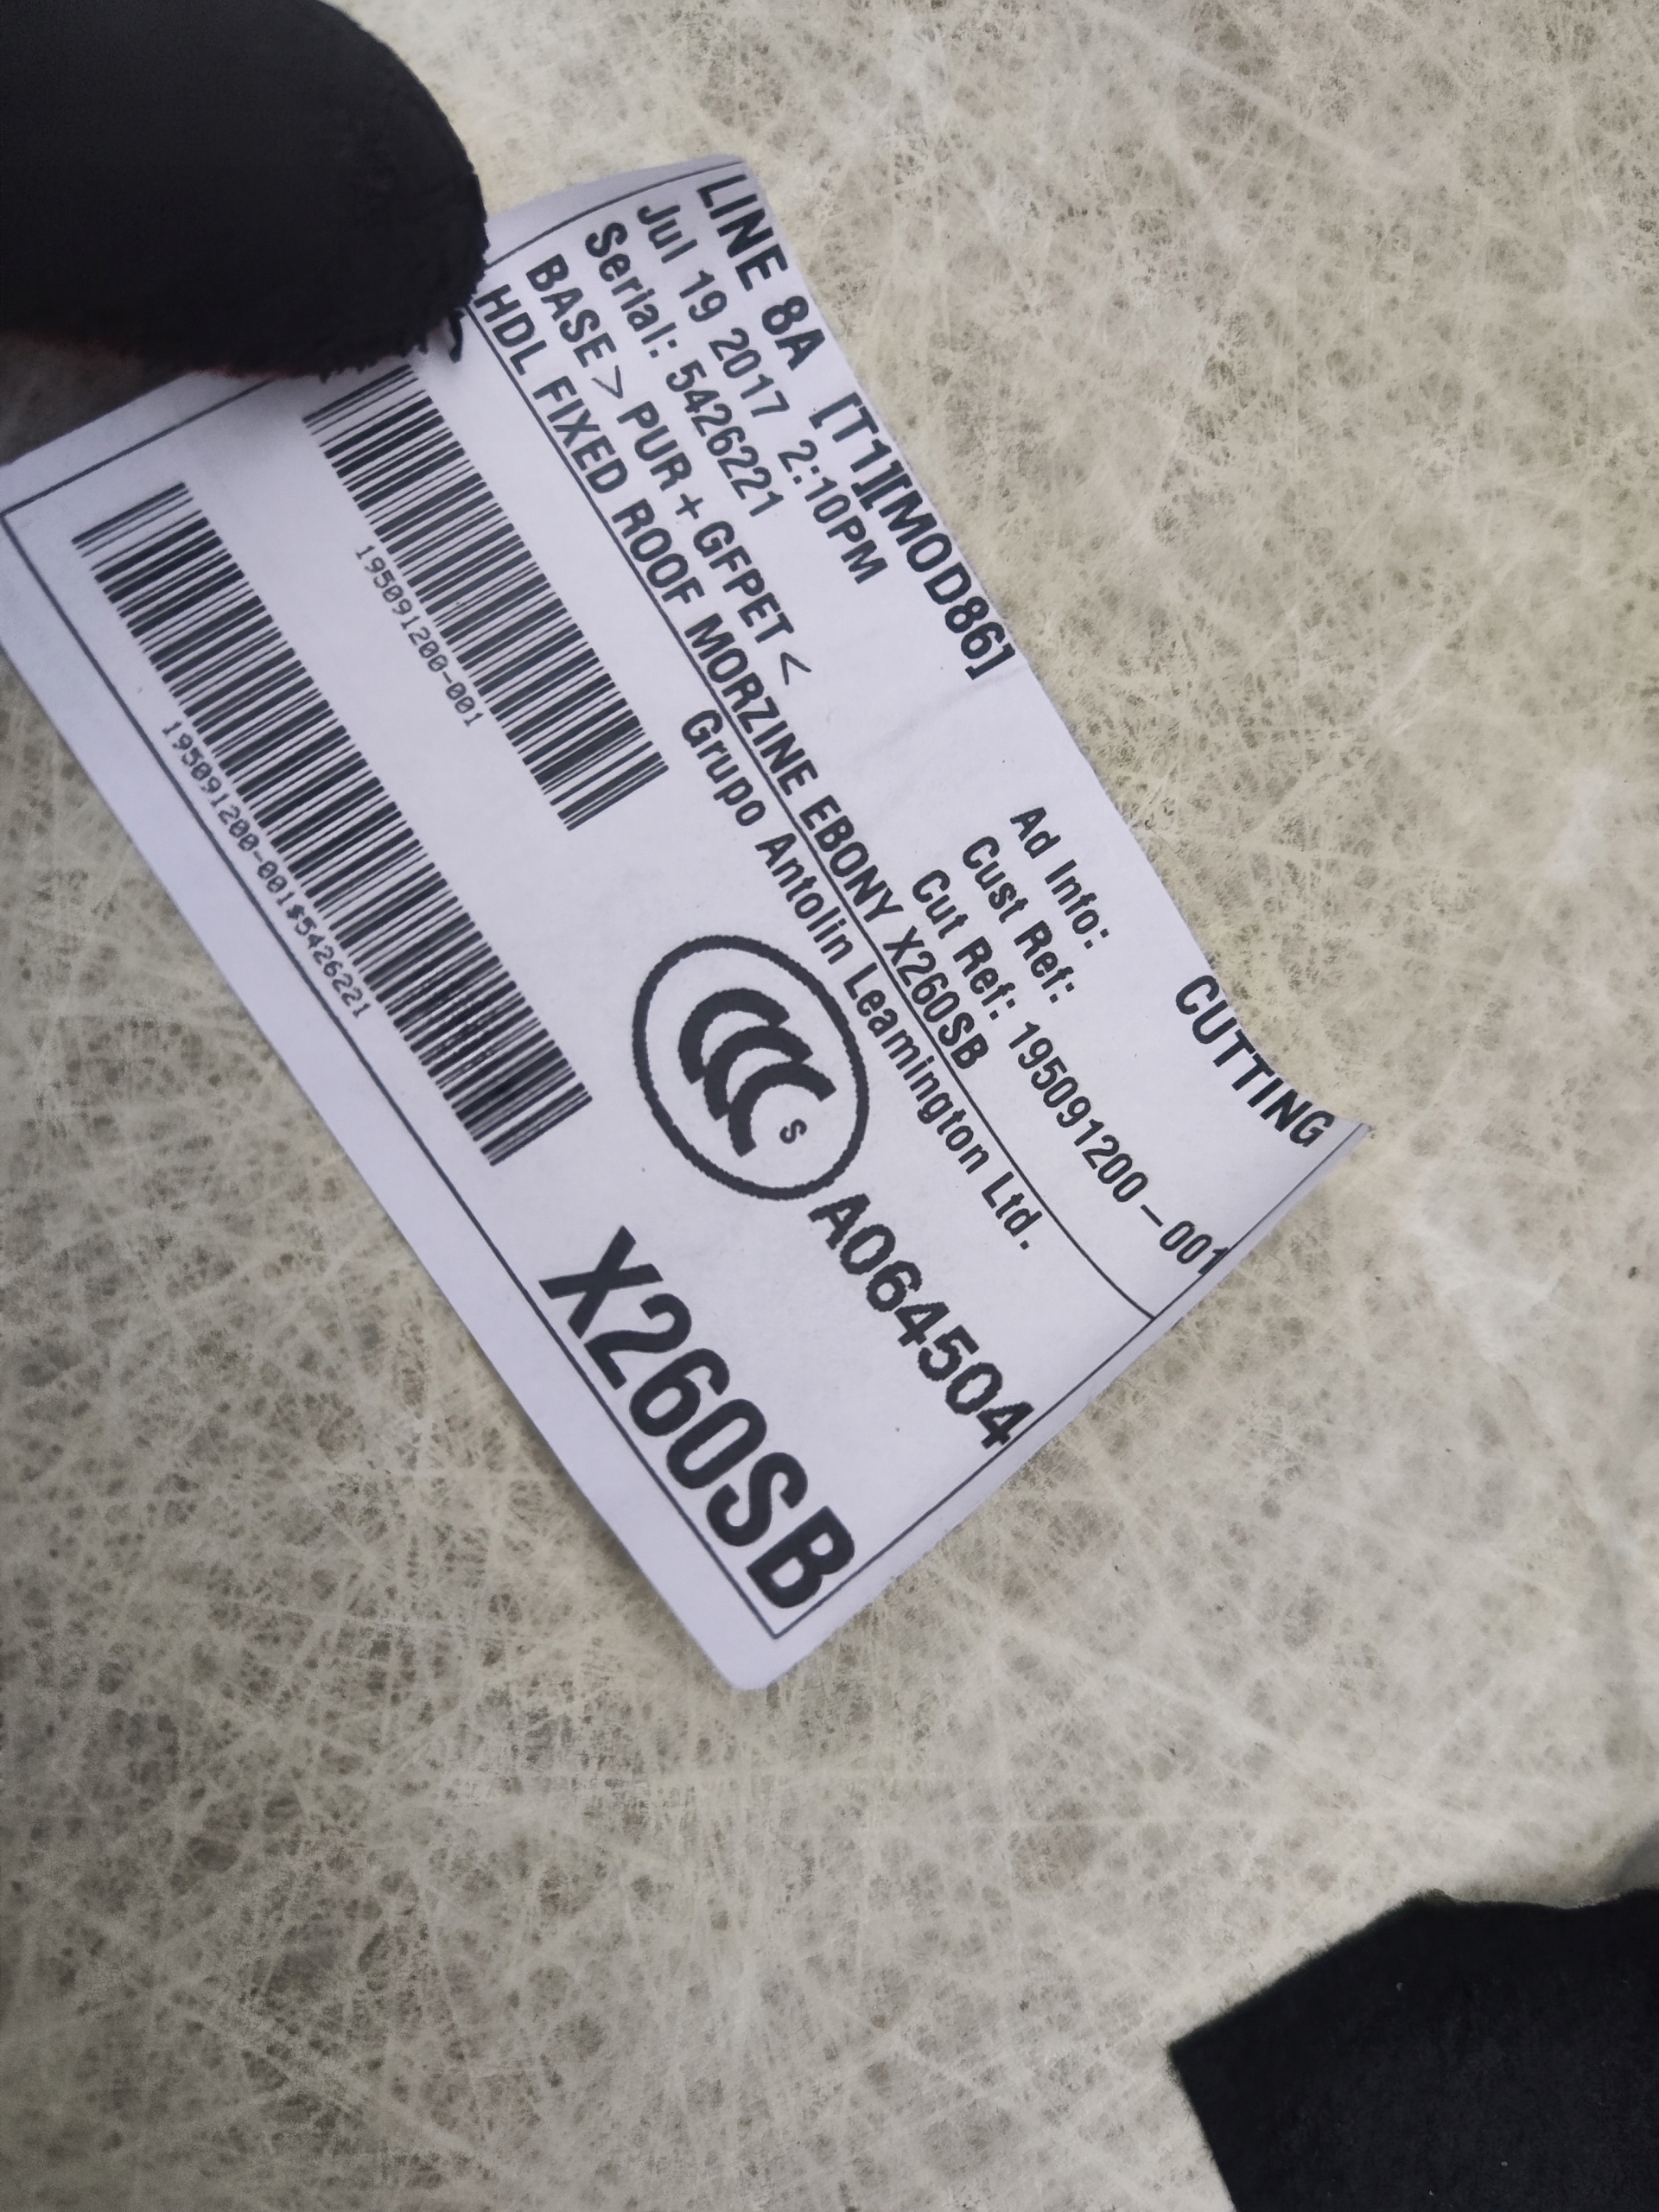 LINE 8A [T1][MOD86] CUTTING
Jul 19 2017 2:10PM Ad Info:
Serial: 5426221 Cust Ref:
BASE > PUR + GFPET < Cut Ref: 195091200-001
HDL FIXED ROOF MORZINE EBONY X260SB
Grupo Antolin Leamington Ltd.
195091200-001
CCC S A064504
195091200-001$5426221
X260SB